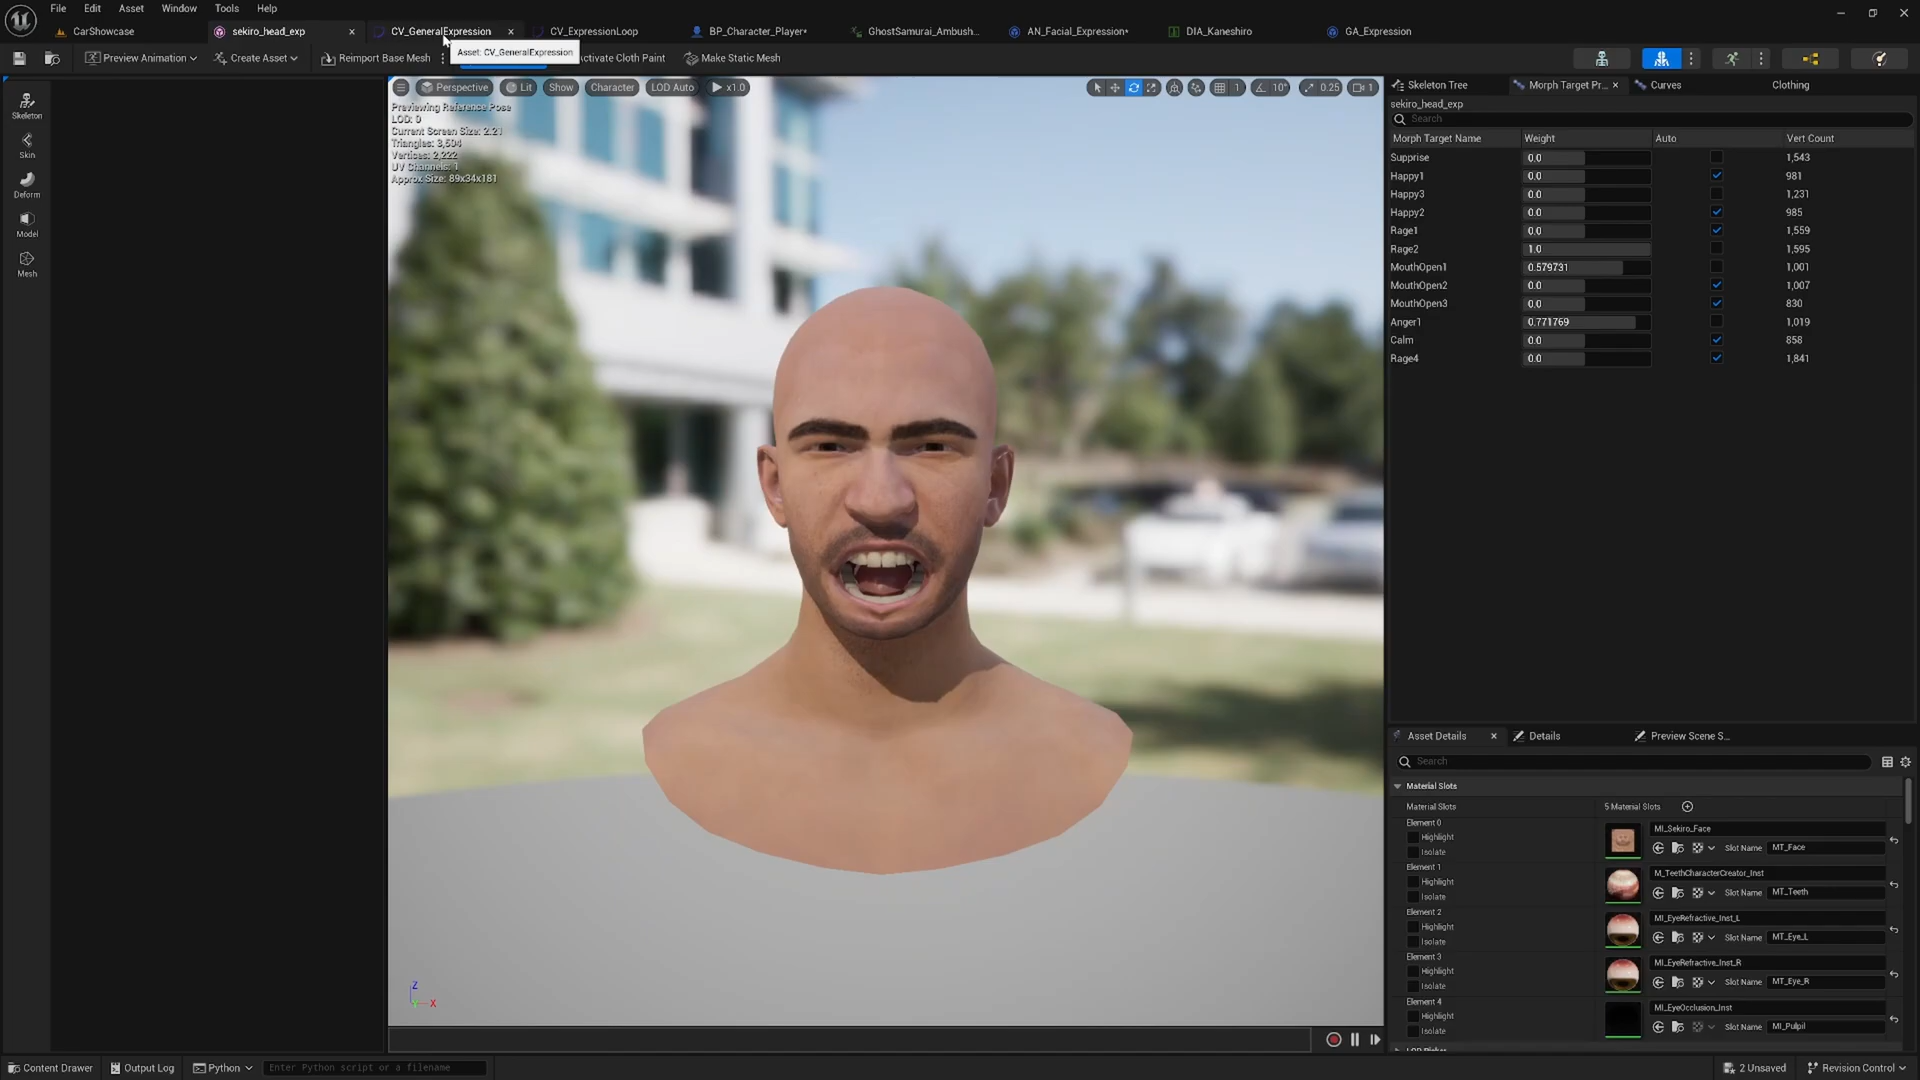 File Edit Asset Window Tools Help
CarShowcase sekiro_head_exp CV_GeneralExpression CV_ExpressionLoop BP_Character_Player* GhostSamurai_Ambush... AN_Facial_Expression* DIA_Kaneshiro GA_Expression
Preview Animation Create Asset Reimport Base Mesh Activate Cloth Paint Make Static Mesh
Asset: CV_GeneralExpression
Skeleton
Skin
Deform
Model
Mesh
Perspective Lit Show Character LOD Auto x1.0 1 10° 0.25 1
Previewing Reference Pose
LOD: 0
Current Screen Size: 2.21
Triangles: 3,504
Vertices: 2,222
UV Channels: 1
Approx Size: 89x34x181
Z
X
Skeleton Tree Morph Target Pr... Curves Clothing
sekiro_head_exp
Search
Morph Target Name Weight Auto Vert Count
Supprise 0.0 1,543
Happy1 0.0 981
Happy3 0.0 1,231
Happy2 0.0 985
Rage1 0.0 1,559
Rage2 1.0 1,595
MouthOpen1 0.579731 1,001
MouthOpen2 0.0 1,007
MouthOpen3 0.0 830
Anger1 0.771769 1,019
Calm 0.0 858
Rage4 0.0 1,841
Asset Details Details Preview Scene S...
Search
Material Slots
Material Slots 5 Material Slots
Element 0
Highlight
Isolate
MI_Sekiro_Face
Slot Name MT_Face
Element 1
Highlight
Isolate
M_TeethCharacterCreator_Inst
Slot Name MT_Teeth
Element 2
Highlight
Isolate
MI_EyeRefractive_Inst_L
Slot Name MT_Eye_L
Element 3
Highlight
Isolate
MI_EyeRefractive_Inst_R
Slot Name MT_Eye_R
Element 4
Highlight
Isolate
MI_EyeOcclusion_Inst
Slot Name MI_Pulpil
LOD Picker
Content Drawer Output Log Python Enter Python script or a filename 2 Unsaved Revision Control